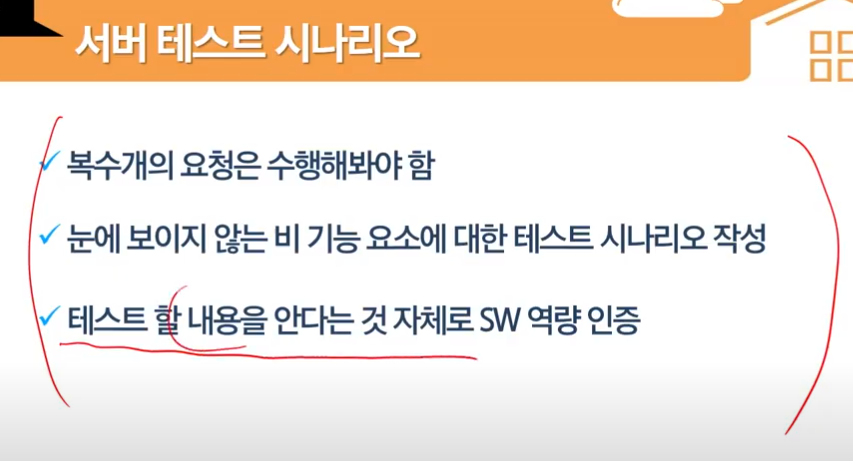 서버 테스트 시나리오
복수개의 요청은 수행해봐야 함
눈에 보이지 않는 비 기능 요소에 대한 테스트 시나리오 작성
테스트 할 내용을 안다는 것 자체로 SW 역량 인증